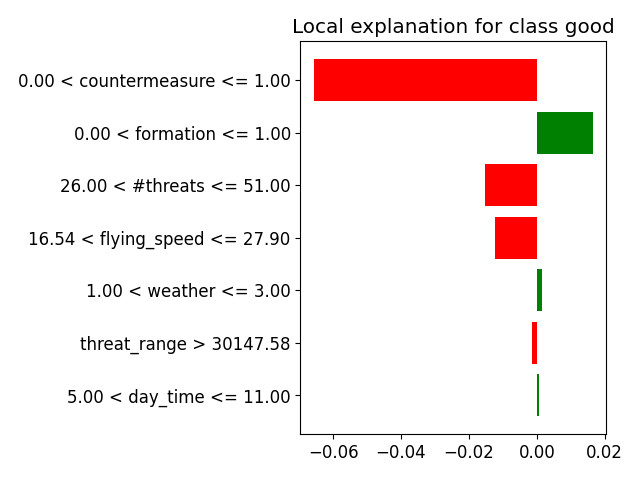 Local explanation for class good
0.00 < countermeasure <= 1.00
0.00 < formation <= 1.00
26.00 < #threats <= 51.00
16.54 < flying_speed <= 27.90
1.00 < weather <= 3.00
threat_range > 30147.58
5.00 < day_time <= 11.00
−0.06 −0.04 −0.02 0.00 0.02